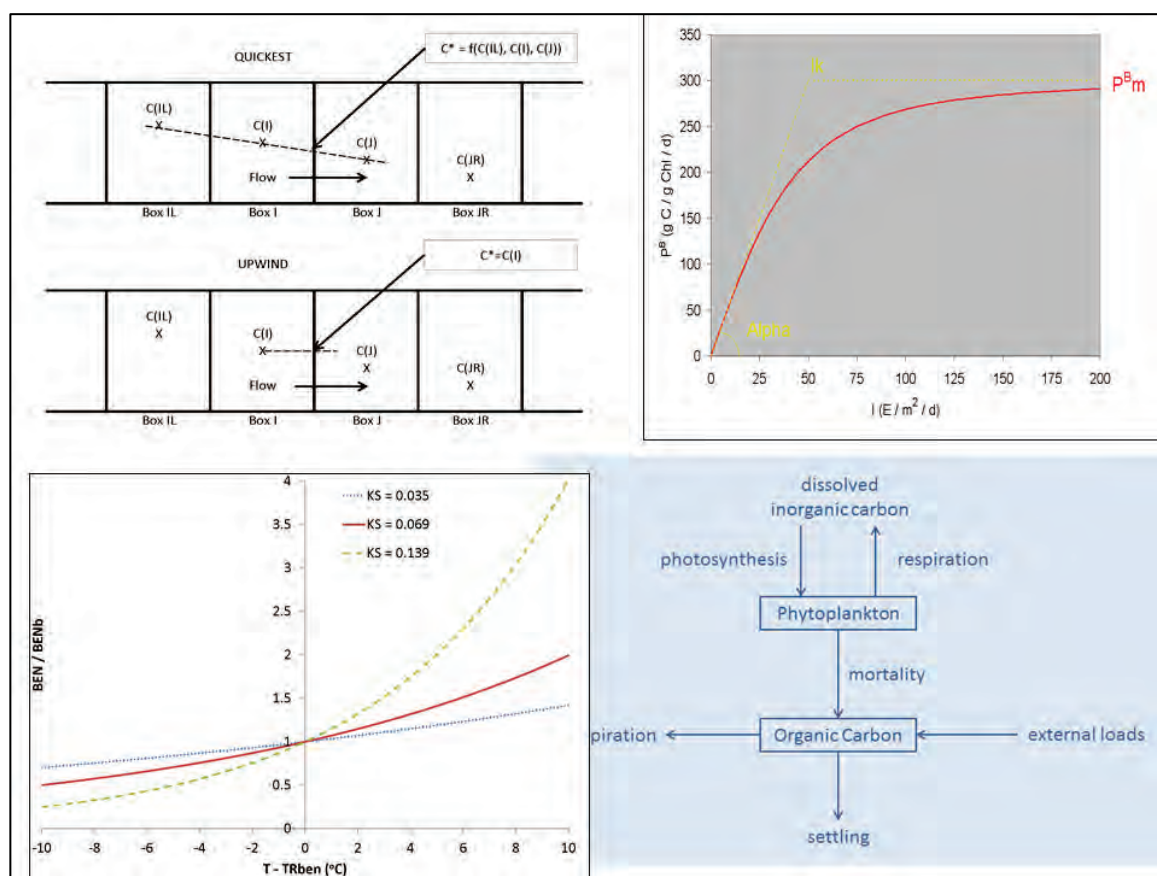 QUICKEST
C* = f(C(IL), C(I), C(J))
C(IL)
X
C(I)
X
C(J)
X
C(JR)
X
Flow
Box IL
Box I
Box J
Box JR
UPWIND
C*=C(I)
C(IL)
X
C(I)
X
C(J)
X
C(JR)
X
Flow
Box IL
Box I
Box J
Box JR
350
300
250
200
150
100
50
0
P^B (g C / g Chl / d)
Ik
P^Bm
Alpha
0
25
50
75
100
125
150
175
200
I (E / m² / d)
4
3.5
3
2.5
2
1.5
1
0.5
0
KS = 0.035
KS = 0.069
KS = 0.139
BEN / BENb
-10
-8
-6
-4
-2
0
2
4
6
8
10
T - TRben (°C)
dissolved
inorganic carbon
photosynthesis
respiration
Phytoplankton
mortality
piration
Organic Carbon
external loads
settling